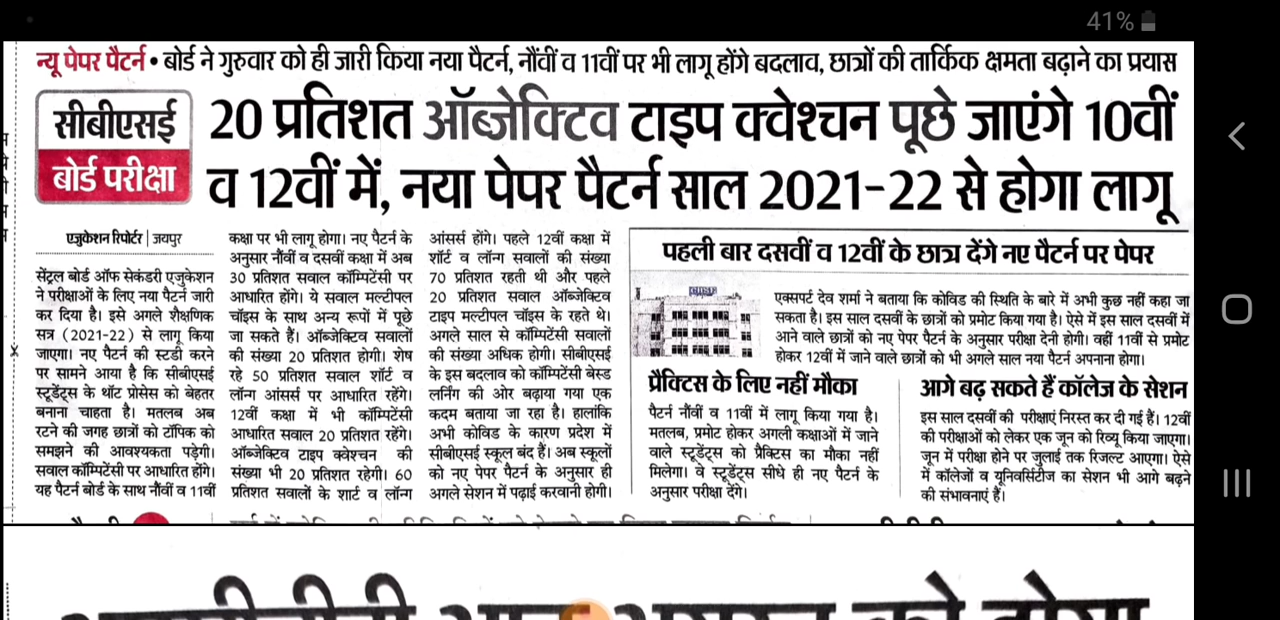 41%
न्यू पेपर पैटर्न • बोर्ड ने गुरुवार को ही जारी किया नया पैटर्न, नौंवीं व 11वीं पर भी लागू होंगे बदलाव, छात्रों की तार्किक क्षमता बढ़ाने का प्रयास
सीबीएसई
बोर्ड परीक्षा
20 प्रतिशत ऑब्जेक्टिव टाइप क्वेश्चन पूछे जाएंगे 10वीं
व 12वीं में, नया पेपर पैटर्न साल 2021-22 से होगा लागू
एजुकेशन रिपोर्टर | जयपुर
सेंट्रल बोर्ड ऑफ सेकंडरी एजुकेशन
ने परीक्षाओं के लिए नया पैटर्न जारी
कर दिया है। इसे अगले शैक्षणिक
सत्र (2021-22) से लागू किया
जाएगा। नए पैटर्न की स्टडी करने
पर सामने आया है कि सीबीएसई
स्टूडेंट्स के थॉट प्रोसेस को बेहतर
बनाना चाहता है। मतलब अब
रटने की जगह छात्रों को टॉपिक को
समझने की आवश्यकता पड़ेगी।
सवाल कॉम्पिटेंसी पर आधारित होंगे।
यह पैटर्न बोर्ड के साथ नौंवीं व 11वीं
कक्षा पर भी लागू होगा। नए पैटर्न के
अनुसार नौंवीं व दसवीं कक्षा में अब
30 प्रतिशत सवाल कॉम्पिटेंसी पर
आधारित होंगे। ये सवाल मल्टीपल
चॉइस के साथ अन्य रूपों में पूछे
जा सकते हैं। ऑब्जेक्टिव सवालों
की संख्या 20 प्रतिशत होगी। शेष
रहे 50 प्रतिशत सवाल शॉर्ट व
लॉन्ग आंसर पर आधारित रहेंगे।
12वीं कक्षा में भी कॉम्पिटेंसी
आधारित सवाल 20 प्रतिशत रहेंगे।
ऑब्जेक्टिव टाइप क्वेश्चन की
संख्या भी 20 प्रतिशत रहेगी। 60
प्रतिशत सवालों के शार्ट व लॉन्ग
आंसर्स होंगे। पहले 12वीं कक्षा में
शॉर्ट व लॉन्ग सवालों की संख्या
70 प्रतिशत रहती थी और पहले
20 प्रतिशत सवाल ऑब्जेक्टिव
टाइप मल्टीपल चॉइस के रहते थे।
अगले साल से कॉम्पिटेंसी सवालों
की संख्या अधिक होगी। सीबीएसई
के इस बदलाव को कॉम्पिटेंसी बेस्ड
लर्निंग की ओर बढ़ाया गया एक
कदम बताया जा रहा है। हालांकि
अभी कोविड के कारण प्रदेश में
सीबीएसई स्कूल बंद हैं। अब स्कूलों
को नए पेपर पैटर्न के अनुसार ही
अगले सेशन में पढ़ाई करवानी होगी।
पहली बार दसवीं व 12वीं के छात्र देंगे नए पैटर्न पर पेपर
एक्सपर्ट देव शर्मा ने बताया कि कोविड की स्थिति के बारे में अभी कुछ नहीं कहा जा
सकता है। इस साल दसवीं के छात्रों को प्रमोट किया गया है। ऐसे में इस साल दसवीं में
आने वाले छात्रों को नए पेपर पैटर्न के अनुसार परीक्षा देनी होगी। वहीं 11वीं से प्रमोट
होकर 12वीं में जाने वाले छात्रों को भी अगले साल नया पैटर्न अपनाना होगा।
प्रैक्टिस के लिए नहीं मौका
पैटर्न नौंवीं व 11वीं में लागू किया गया है।
मतलब, प्रमोट होकर अगली कक्षाओं में जाने
वाले स्टूडेंट्स को प्रैक्टिस का मौका नहीं
मिलेगा। वे स्टूडेंट्स सीधे ही नए पैटर्न के
अनुसार परीक्षा देंगे।
आगे बढ़ सकते हैं कॉलेज के सेशन
इस साल दसवीं की परीक्षाएं निरस्त कर दी गई हैं। 12वीं
की परीक्षाओं को लेकर एक जून को रिव्यू किया जाएगा।
जून में परीक्षा होने पर जुलाई तक रिजल्ट आएगा। ऐसे
में कॉलेजों व यूनिवर्सिटीज का सेशन भी आगे बढ़ने
की संभावनाएं हैं।